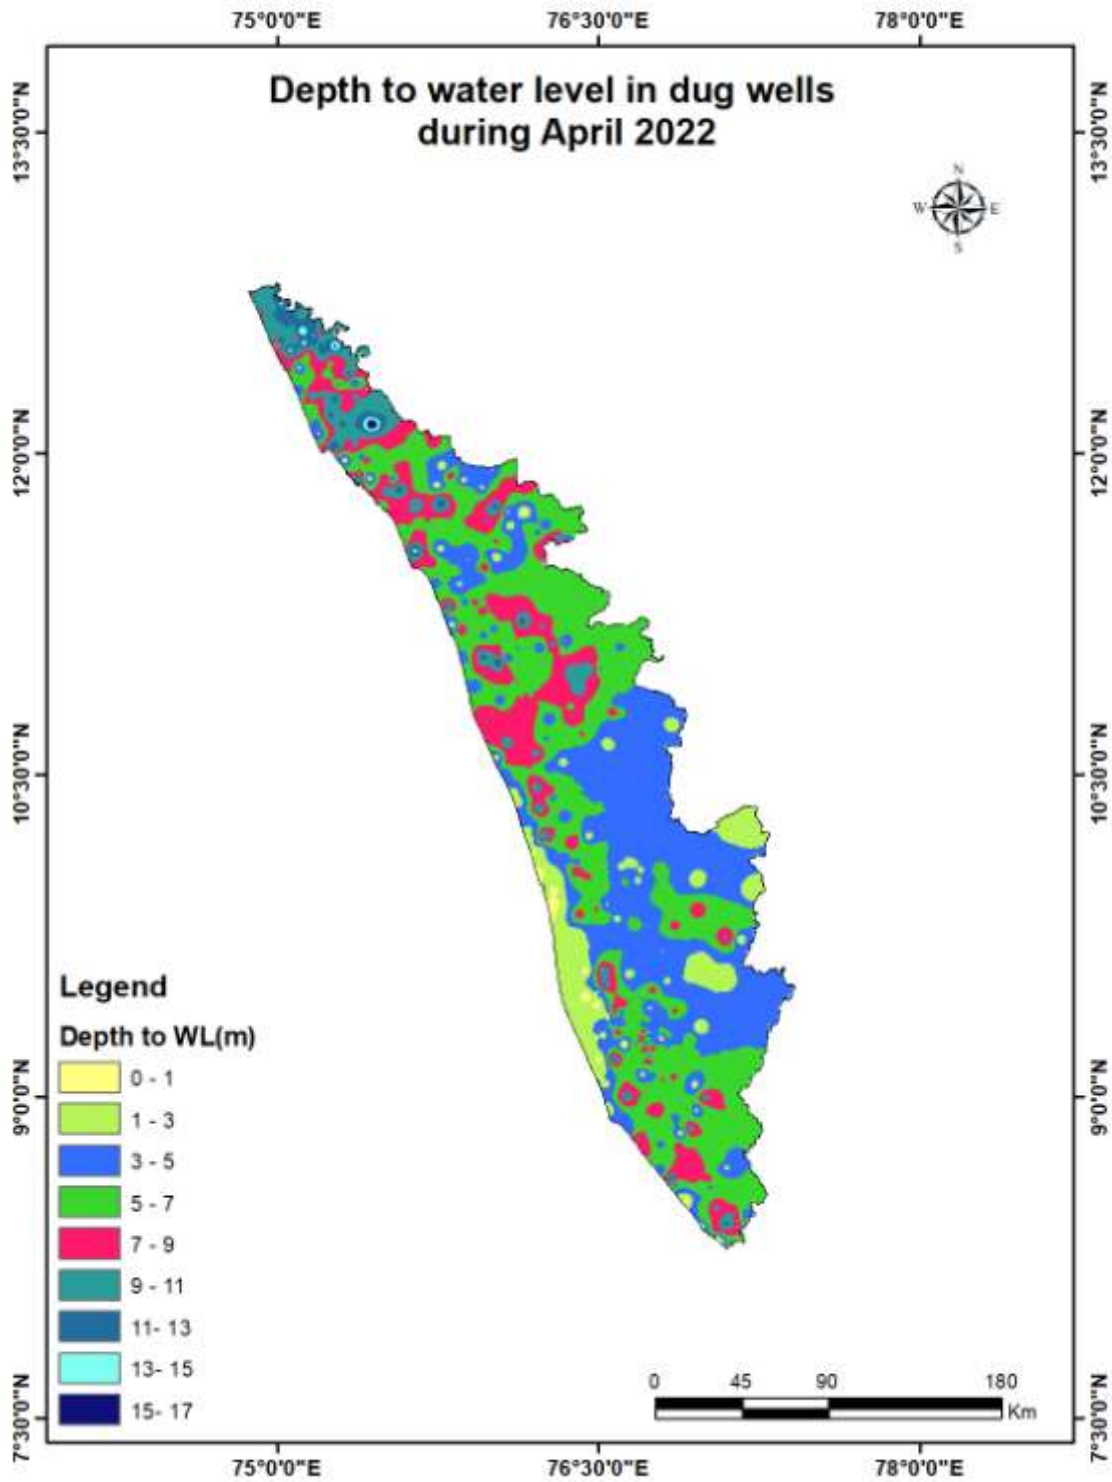 75°0'0"E 76°30'0"E 78°0'0"E
Depth to water level in dug wells
during April 2022
13°30'0"N 13°30'0"N
N
W E
S
12°0'0"N 12°0'0"N
10°30'0"N 10°30'0"N
Legend
Depth to WL(m)
0 - 1
1 - 3
9°0'0"N 9°0'0"N
3 - 5
5 - 7
7 - 9
9 - 11
11- 13
13- 15
15- 17
0 45 90 180
Km
7°30'0"N 7°30'0"N
75°0'0"E 76°30'0"E 78°0'0"E